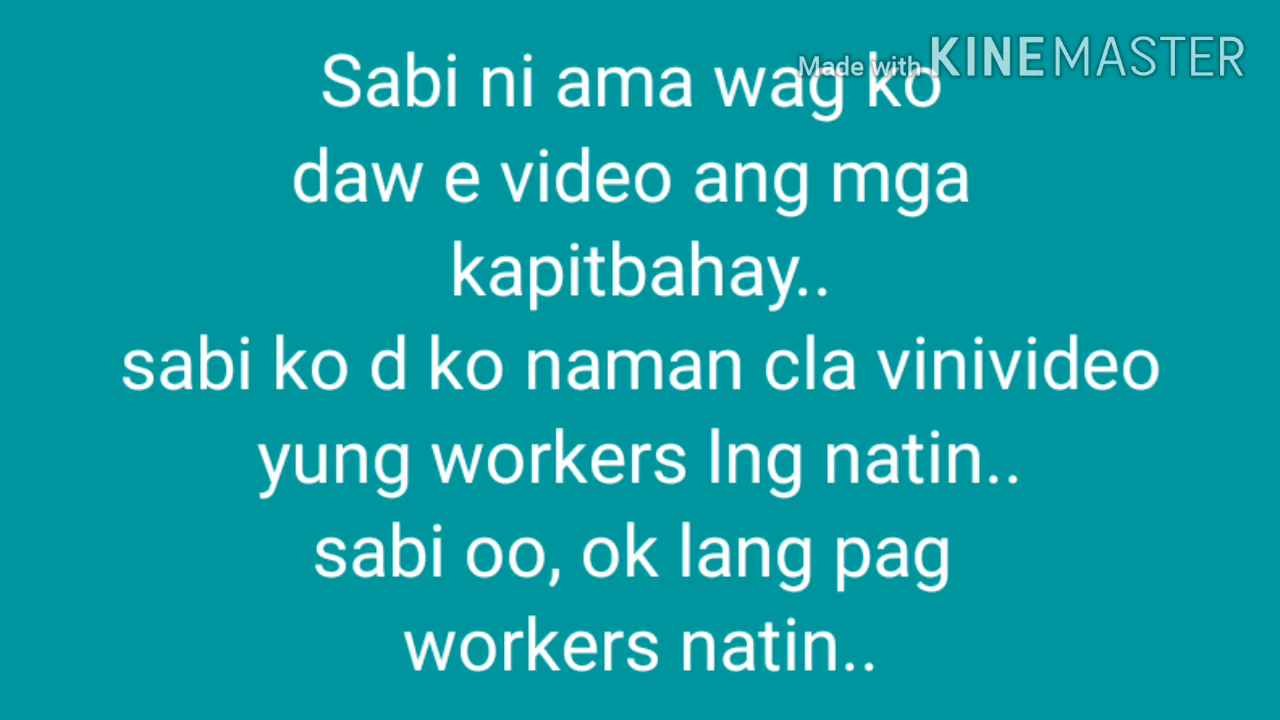 Made with KINEMASTER
Sabi ni ama wag ko
daw e video ang mga
kapitbahay..
sabi ko d ko naman cla vinivideo
yung workers lng natin..
sabi oo, ok lang pag
workers natin..